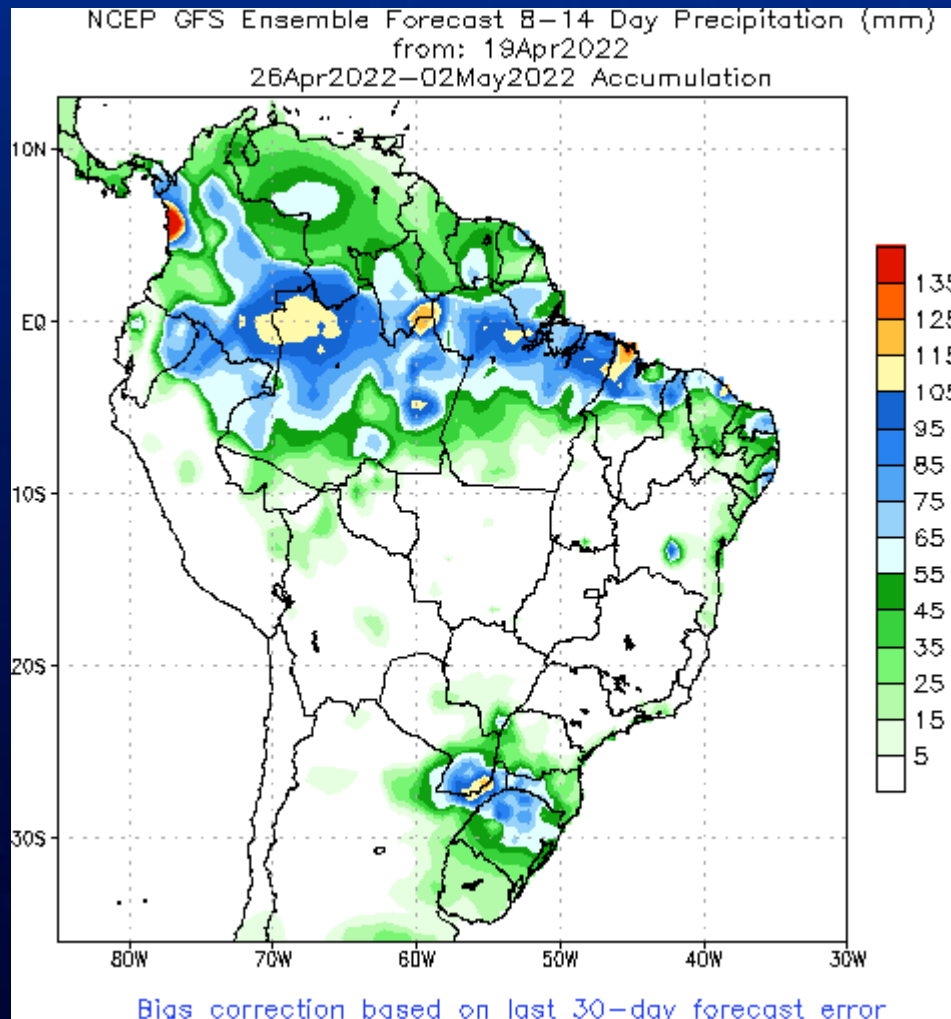 NCEP GFS Ensemble Forecast 8-14 Day Precipitation (mm)
from: 19Apr2022
26Apr2022-02May2022 Accumulation
10N
EQ
10S
20S
30S
80W
70W
60W
50W
40W
30W
135
125
115
105
95
85
75
65
55
45
35
25
15
5
Bias correction based on last 30-day forecast error